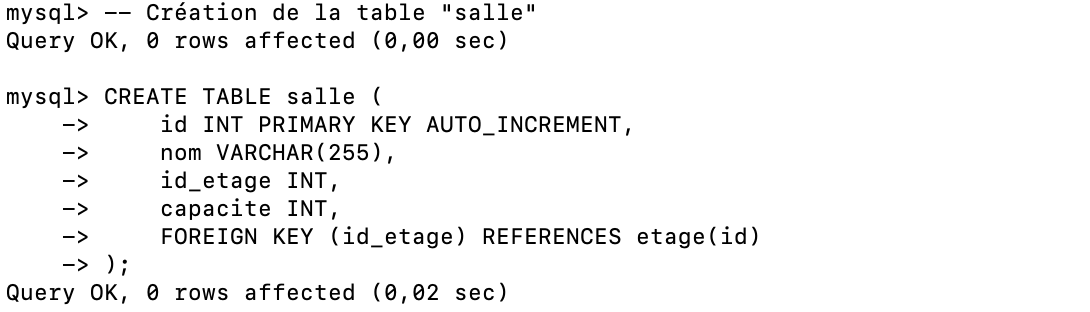 mysql> -- Création de la table "salle"
Query OK, 0 rows affected (0,00 sec)

mysql> CREATE TABLE salle (
    ->     id INT PRIMARY KEY AUTO_INCREMENT,
    ->     nom VARCHAR(255),
    ->     id_etage INT,
    ->     capacite INT,
    ->     FOREIGN KEY (id_etage) REFERENCES etage(id)
    -> );
Query OK, 0 rows affected (0,02 sec)